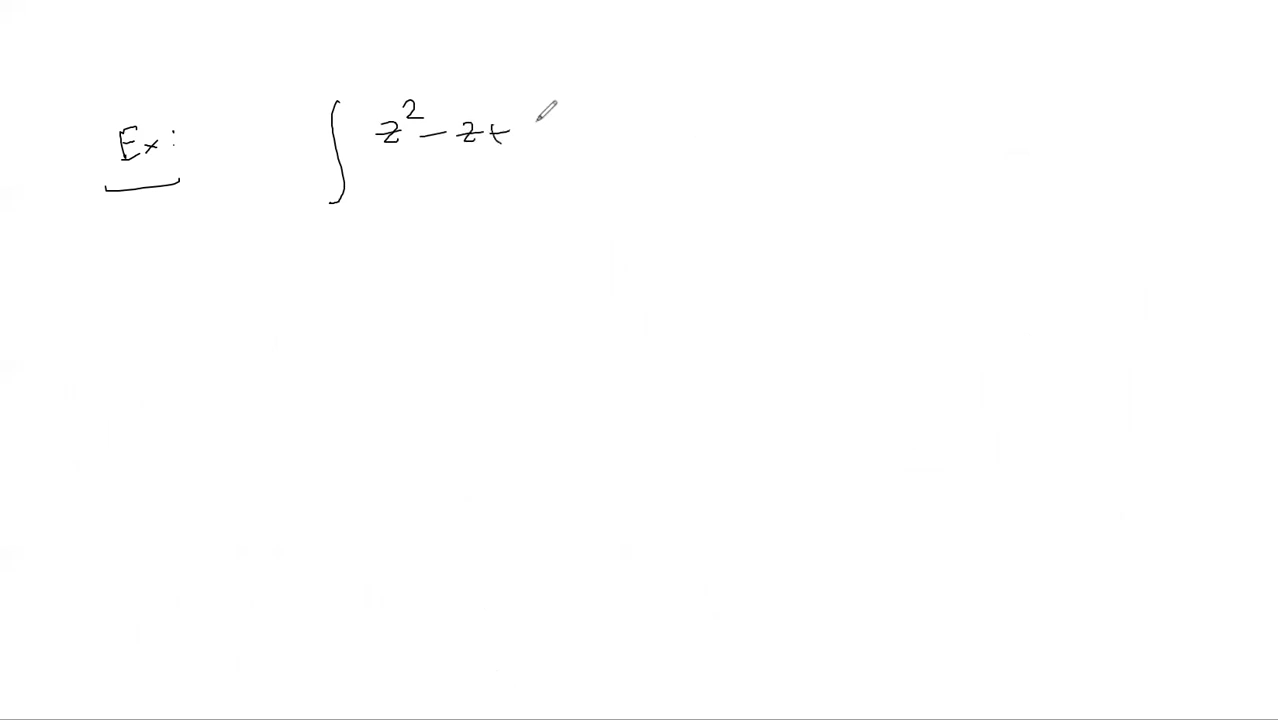 Ex: ∫ z² - z +